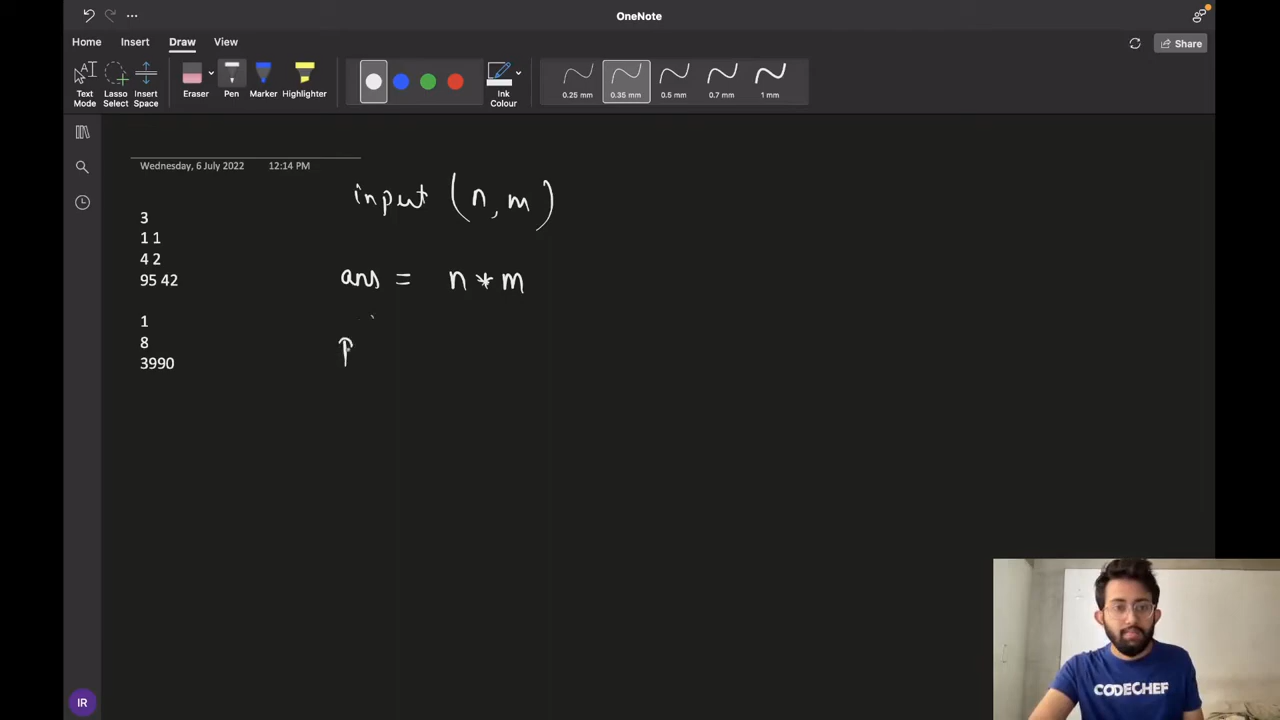 OneNote
Home Insert Draw View
Share
Text Mode
Lasso Select
Insert Space
Eraser
Pen
Marker
Highlighter
Ink Colour
0.25 mm
0.35 mm
0.5 mm
0.7 mm
1 mm
Wednesday, 6 July 2022 12:14 PM
3
1 1
4 2
95 42
1
8
3990
input (n, m)
ans = n * m
p
CODECHEF
IR